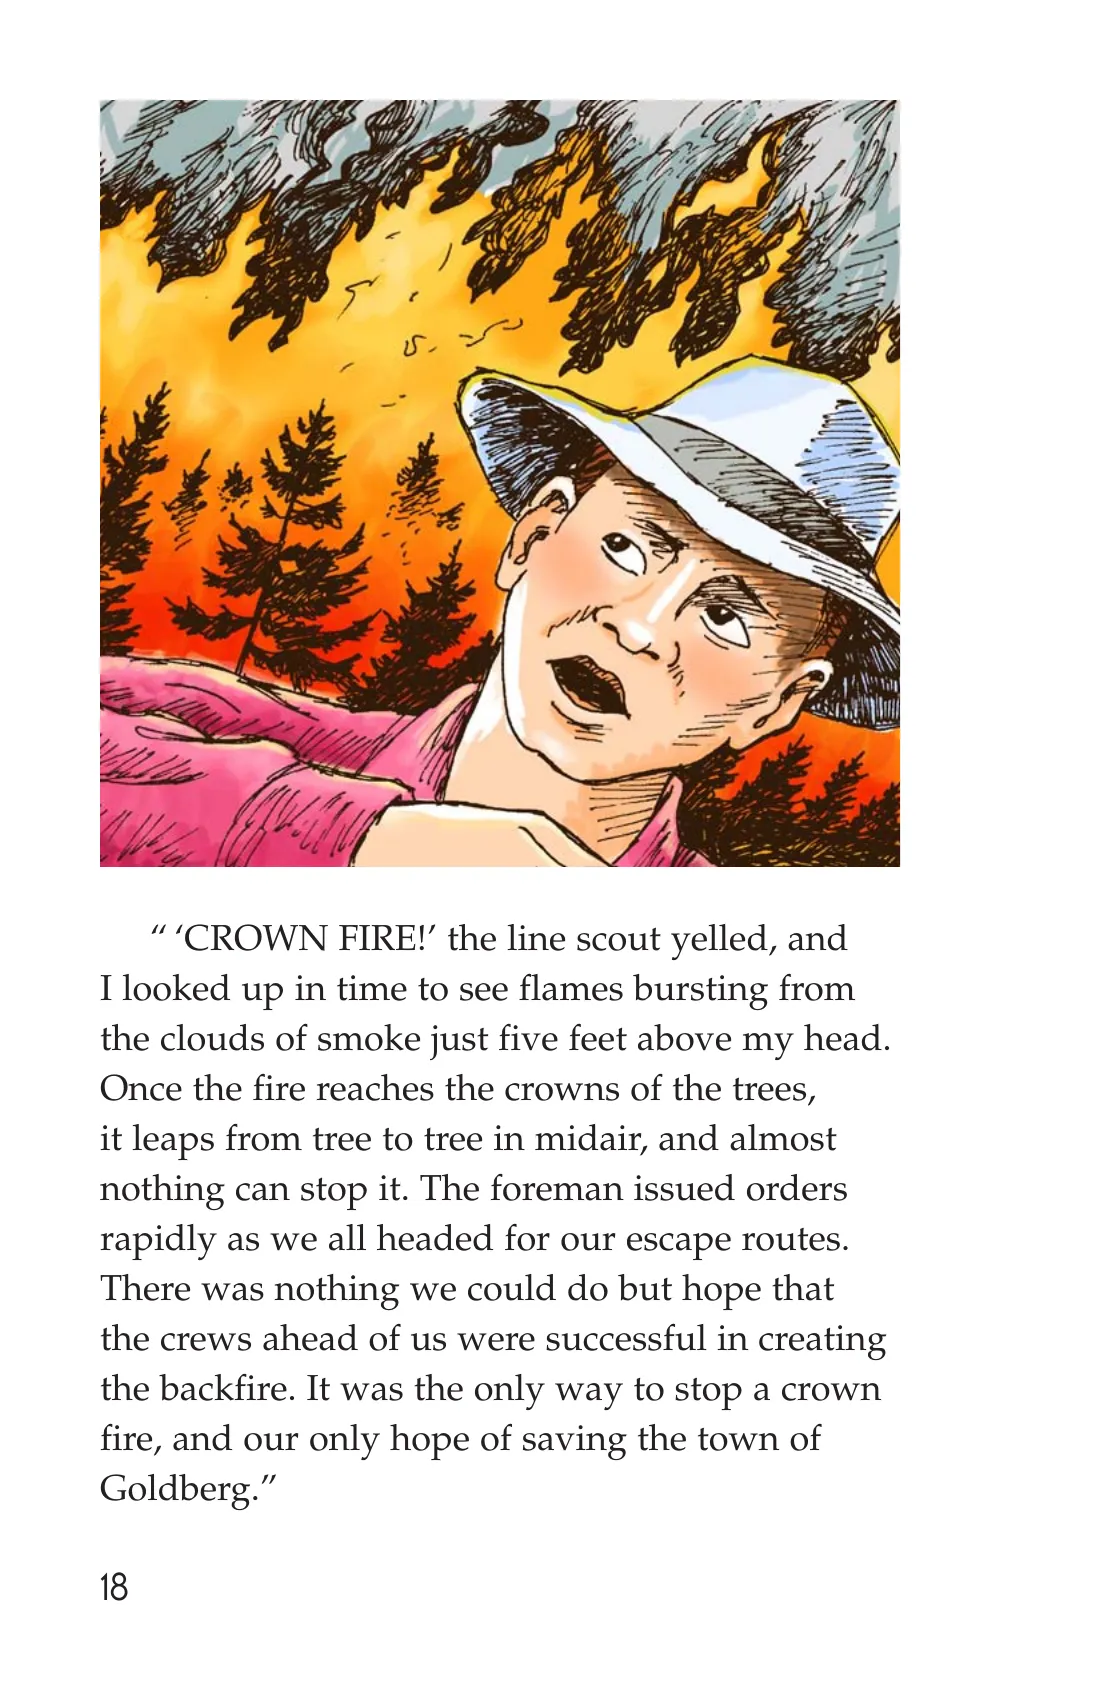 “ ‘CROWN FIRE!’ the line scout yelled, and
I looked up in time to see flames bursting from
the clouds of smoke just five feet above my head.
Once the fire reaches the crowns of the trees,
it leaps from tree to tree in midair, and almost
nothing can stop it. The foreman issued orders
rapidly as we all headed for our escape routes.
There was nothing we could do but hope that
the crews ahead of us were successful in creating
the backfire. It was the only way to stop a crown
fire, and our only hope of saving the town of
Goldberg.”
18